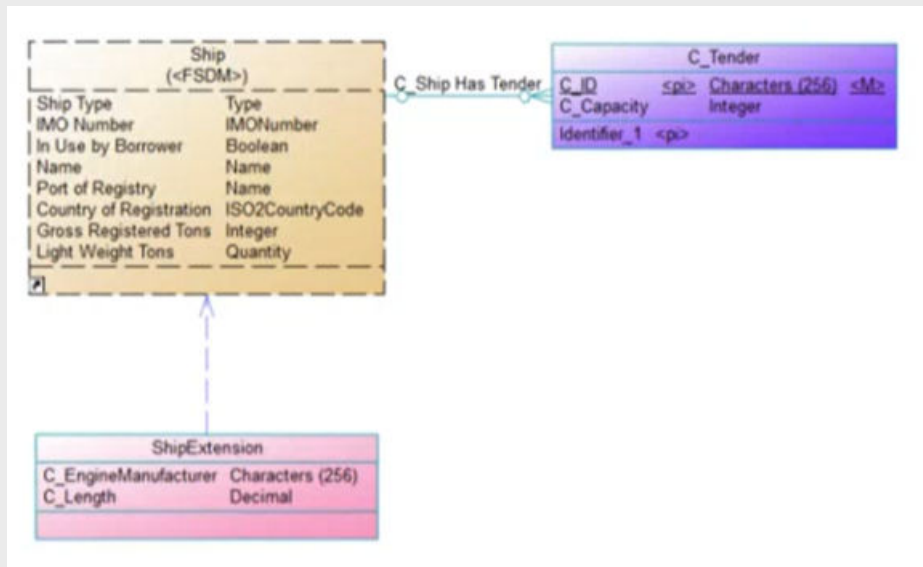 Ship
(<FSDM>)
Ship Type Type
IMO Number IMONumber
In Use by Borrower Boolean
Name Name
Port of Registry Name
Country of Registration ISO2CountryCode
Gross Registered Tons Integer
Light Weight Tons Quantity
C_Ship Has Tender
C_Tender
C_ID <pi> Characters (256) <M>
C_Capacity Integer
Identifier_1 <pi>
ShipExtension
C_EngineManufacturer Characters (256)
C_Length Decimal